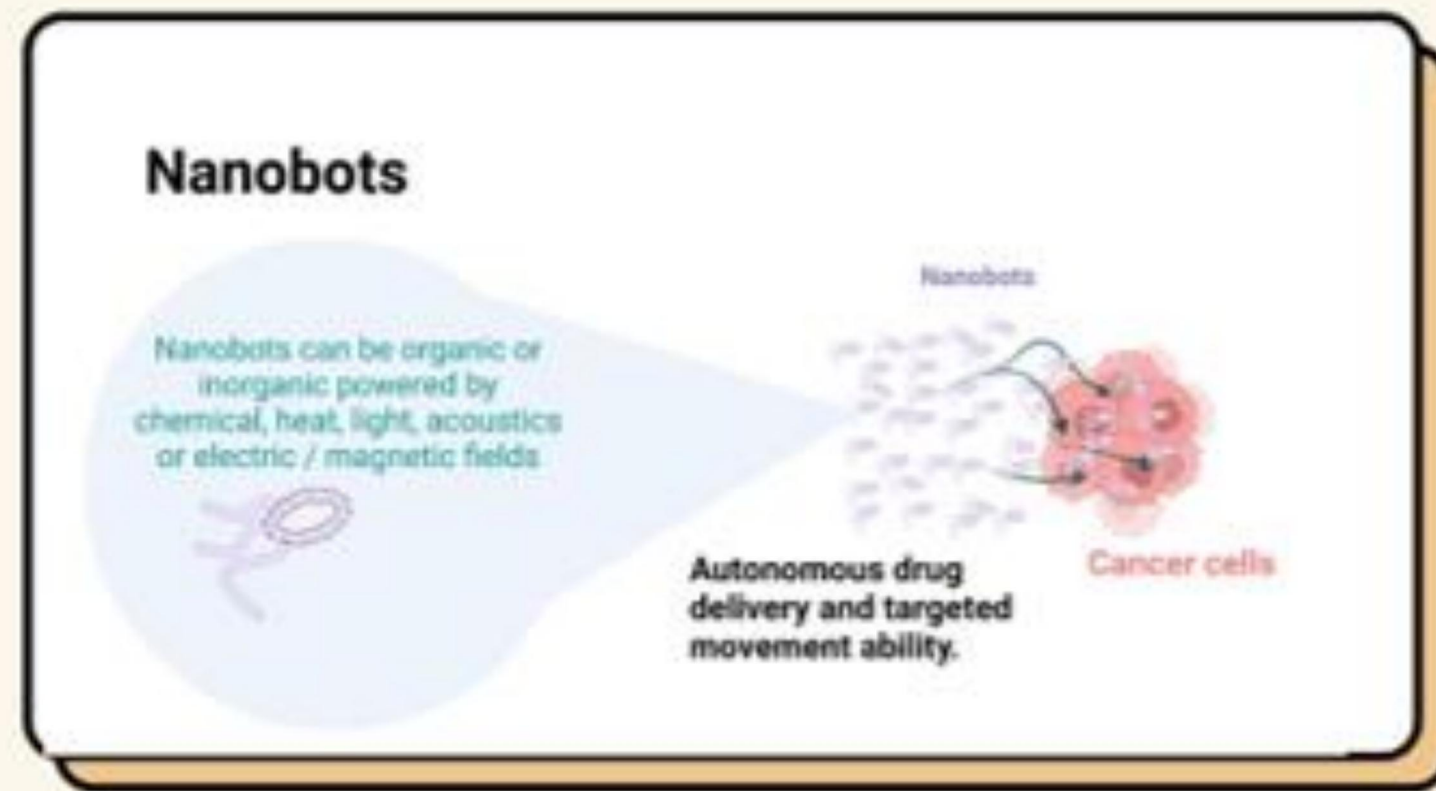 Nanobots
Nanobots can be organic or
inorganic powered by
chemical, heat, light, acoustics
or electric / magnetic fields
Nanobots
Autonomous drug
delivery and targeted
movement ability.
Cancer cells